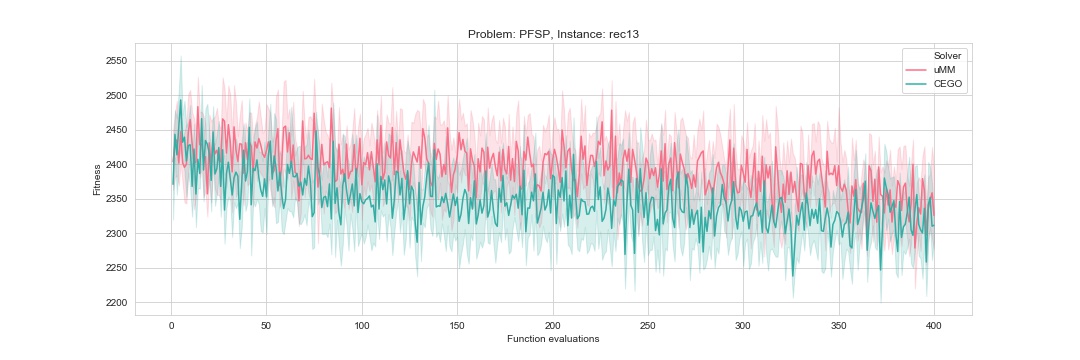 Problem: PFSP, Instance: rec13
Solver
uMM
CEGO
2550
2500
2450
2400
2350
2300
2250
2200
Fitness
0 50 100 150 200 250 300 350 400
Function evaluations